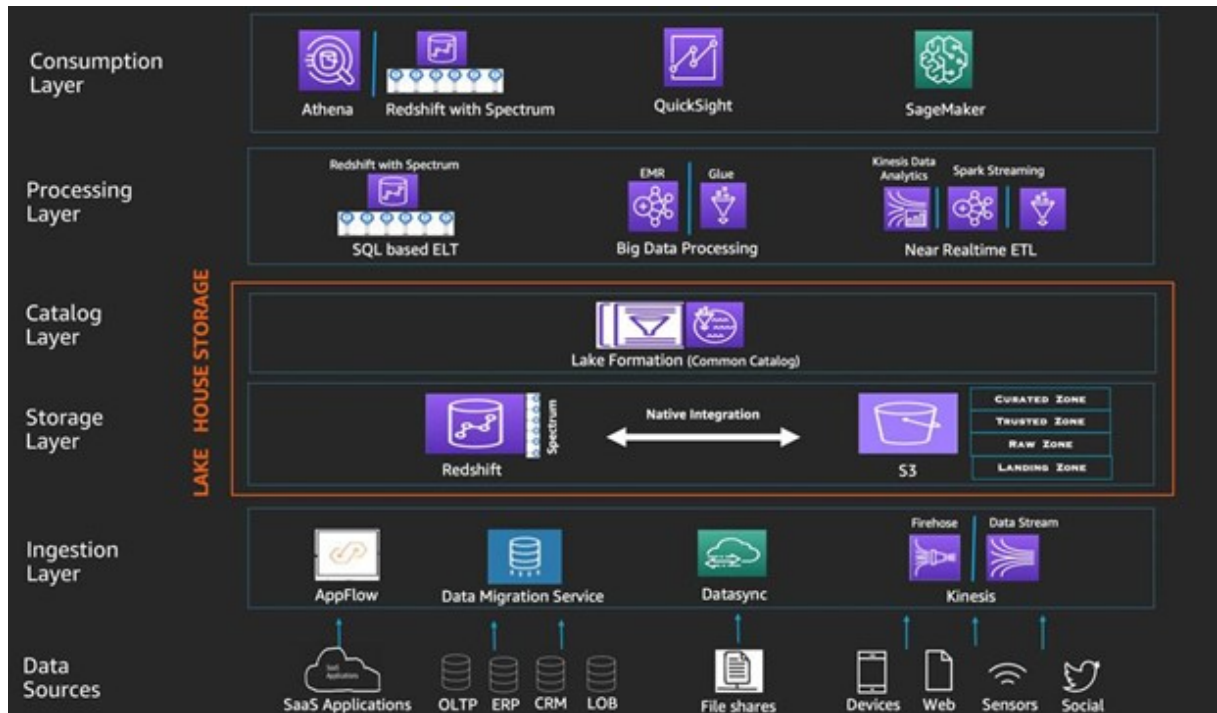 Consumption
Layer
Athena
Redshift with Spectrum
QuickSight
SageMaker
Processing
Layer
Redshift with Spectrum
SQL based ELT
EMR
Glue
Big Data Processing
Kinesis Data
Analytics
Spark Streaming
Near Realtime ETL
LAKE HOUSE STORAGE
Catalog
Layer
Lake Formation (Common Catalog)
Storage
Layer
Redshift
Spectrum
Native Integration
S3
CURATED ZONE
TRUSTED ZONE
RAW ZONE
LANDING ZONE
Ingestion
Layer
AppFlow
Data Migration Service
Datasync
Firehose
Data Stream
Kinesis
Data
Sources
SaaS
Applications
SaaS Applications
OLTP
ERP
CRM
LOB
File shares
Devices
Web
Sensors
Social